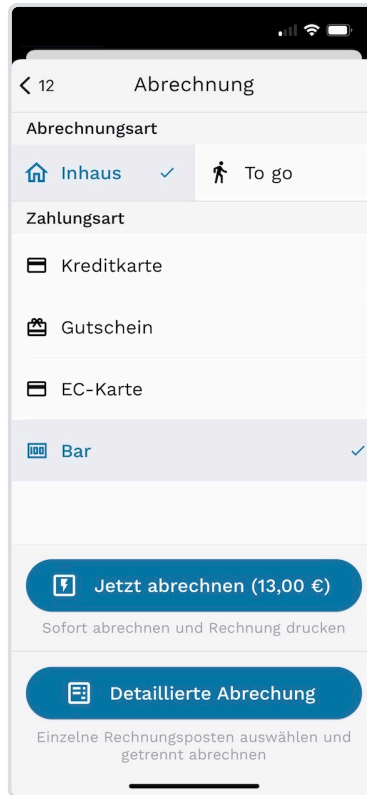 12
Abrechnung
Abrechnungsart
Inhaus
To go
Zahlungsart
Kreditkarte
Gutschein
EC-Karte
100
Bar
Jetzt abrechnen (13,00 €)
Sofort abrechnen und Rechnung drucken
Detaillierte Abrechung
Einzelne Rechnungsposten auswählen und
getrennt abrechnen